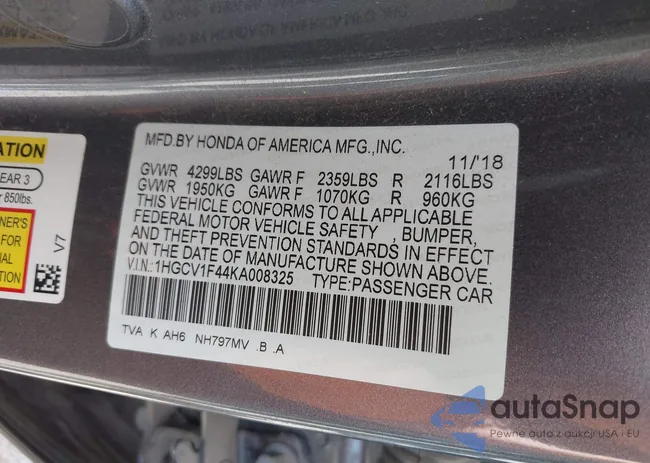 ATION
EAR 3
r 850lbs.
NER'S
FOR
NAL
ATION
V7
MFD.BY HONDA OF AMERICA MFG.,INC.
11/'18
GVWR 4299LBS GAWR F 2359LBS R 2116LBS
GVWR 1950KG GAWR F 1070KG R 960KG
THIS VEHICLE CONFORMS TO ALL APPLICABLE
FEDERAL MOTOR VEHICLE SAFETY , BUMPER,
AND THEFT PREVENTION STANDARDS IN EFFECT
ON THE DATE OF MANUFACTURE SHOWN ABOVE.
V.I.N.: 1HGCV1F44KA008325 TYPE:PASSENGER CAR
TVA K AH6 NH797MV .B .A
autaSnap
Pewne auto z aukcji USA i EU